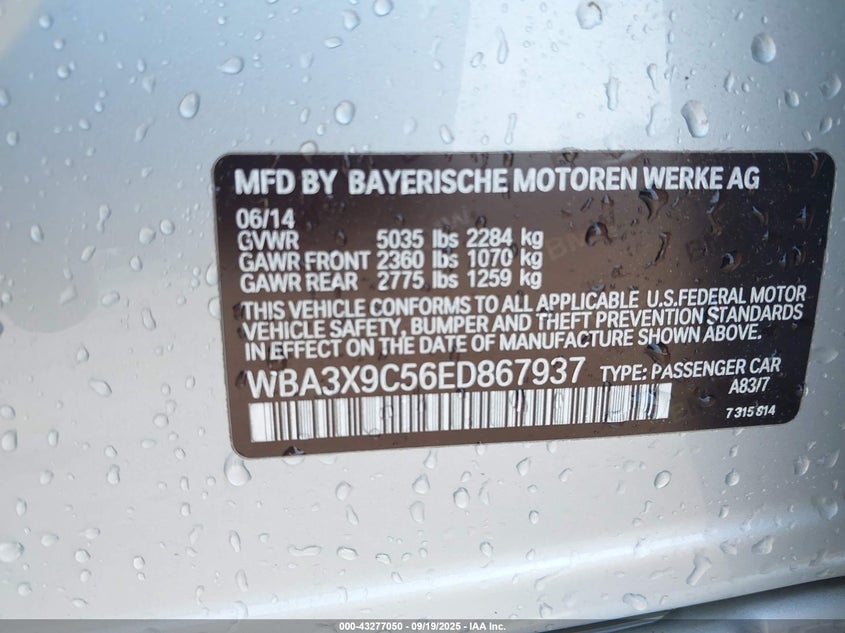 MFD BY BAYERISCHE MOTOREN WERKE AG
06/14
GVWR 5035 lbs 2284 kg
GAWR FRONT 2360 lbs 1070 kg
GAWR REAR 2775 lbs 1259 kg
THIS VEHICLE CONFORMS TO ALL APPLICABLE U.S.FEDERAL MOTOR
VEHICLE SAFETY, BUMPER AND THEFT PREVENTION STANDARDS
IN EFFECT ON THE DATE OF MANUFACTURE SHOWN ABOVE.
WBA3X9C56ED867937 TYPE: PASSENGER CAR
A83/7
7 315 814
000-43277050 - 09/19/2025 - IAA Inc.